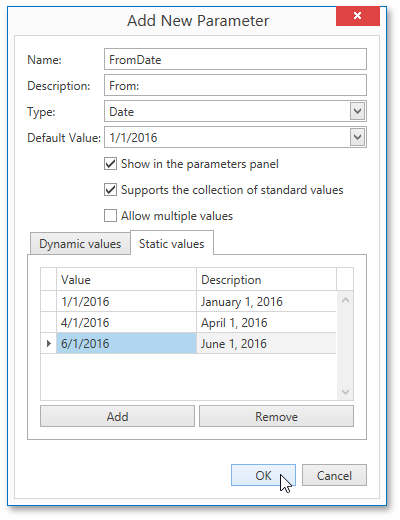 Add New Parameter
Name: FromDate
Description: From:
Type: Date
Default Value: 1/1/2016
Show in the parameters panel
Supports the collection of standard values
Allow multiple values
Dynamic values Static values
Value Description
1/1/2016 January 1, 2016
4/1/2016 April 1, 2016
6/1/2016 June 1, 2016
Add Remove
OK Cancel